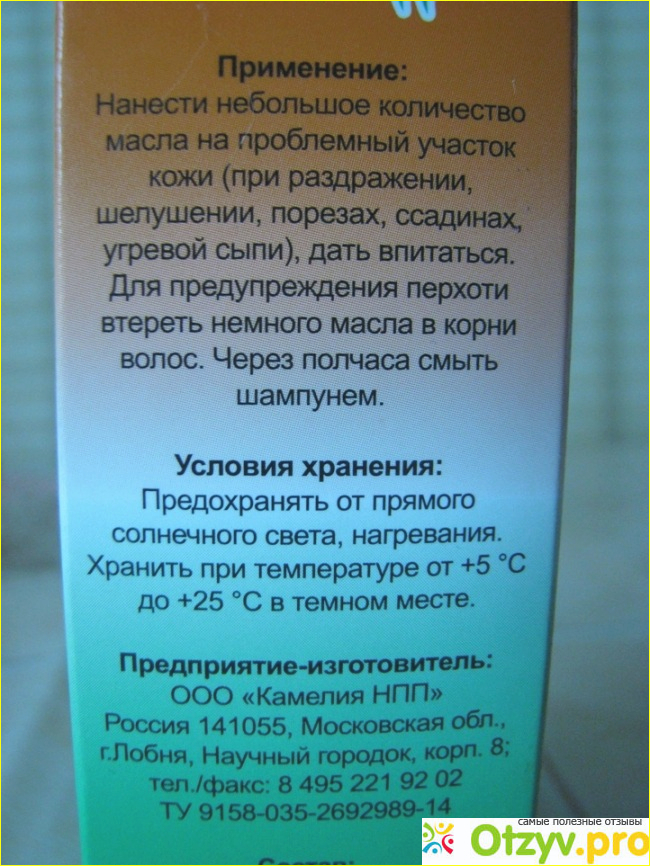 Применение:
Нанести небольшое количество
масла на проблемный участок
кожи (при раздражении,
шелушении, порезах, ссадинах,
угревой сыпи), дать впитаться.
Для предупреждения перхоти
втереть немного масла в корни
волос. Через полчаса смыть
шампунем.
Условия хранения:
Предохранять от прямого
солнечного света, нагревания.
Хранить при температуре от +5 °С
до +25 °С в темном месте.
Предприятие-изготовитель:
ООО «Камелия НПП»
Россия 141055, Московская обл.,
г.Лобня, Научный городок, корп. 8;
тел./факс: 8 495 221 92 02
ТУ 9158-035-2692989-14
Состав:
самые полезные отзывы
Otzyv.pro